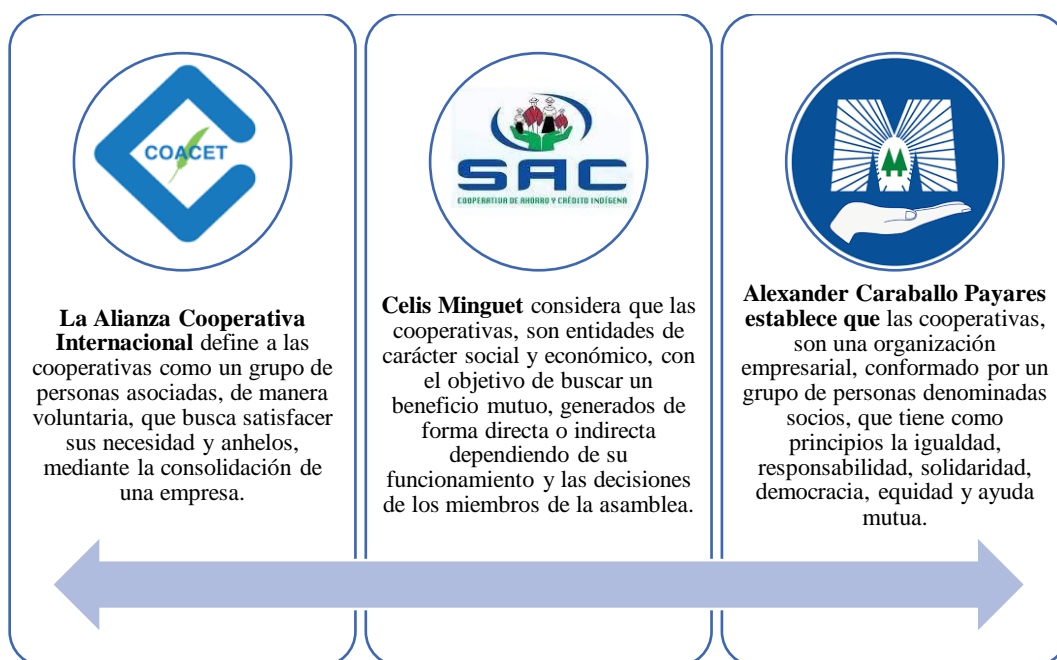 COACET
La Alianza Cooperativa
Internacional define a las
cooperativas como un grupo de
personas asociadas, de manera
voluntaria, que busca satisfacer
sus necesidad y anhelos,
mediante la consolidación de
una empresa.
SAC
COOPERATIVA DE AHORRO Y CRÉDITO INDÍGENA
Celis Minguet considera que las
cooperativas, son entidades de
carácter social y económico, con
el objetivo de buscar un
beneficio mutuo, generados de
forma directa o indirecta
dependiendo de su
funcionamiento y las decisiones
de los miembros de la asamblea.
M
Alexander Caraballo Payares
establece que las cooperativas,
son una organización
empresarial, conformado por un
grupo de personas denominadas
socios, que tiene como
principios la igualdad,
responsabilidad, solidaridad,
democracia, equidad y ayuda
mutua.